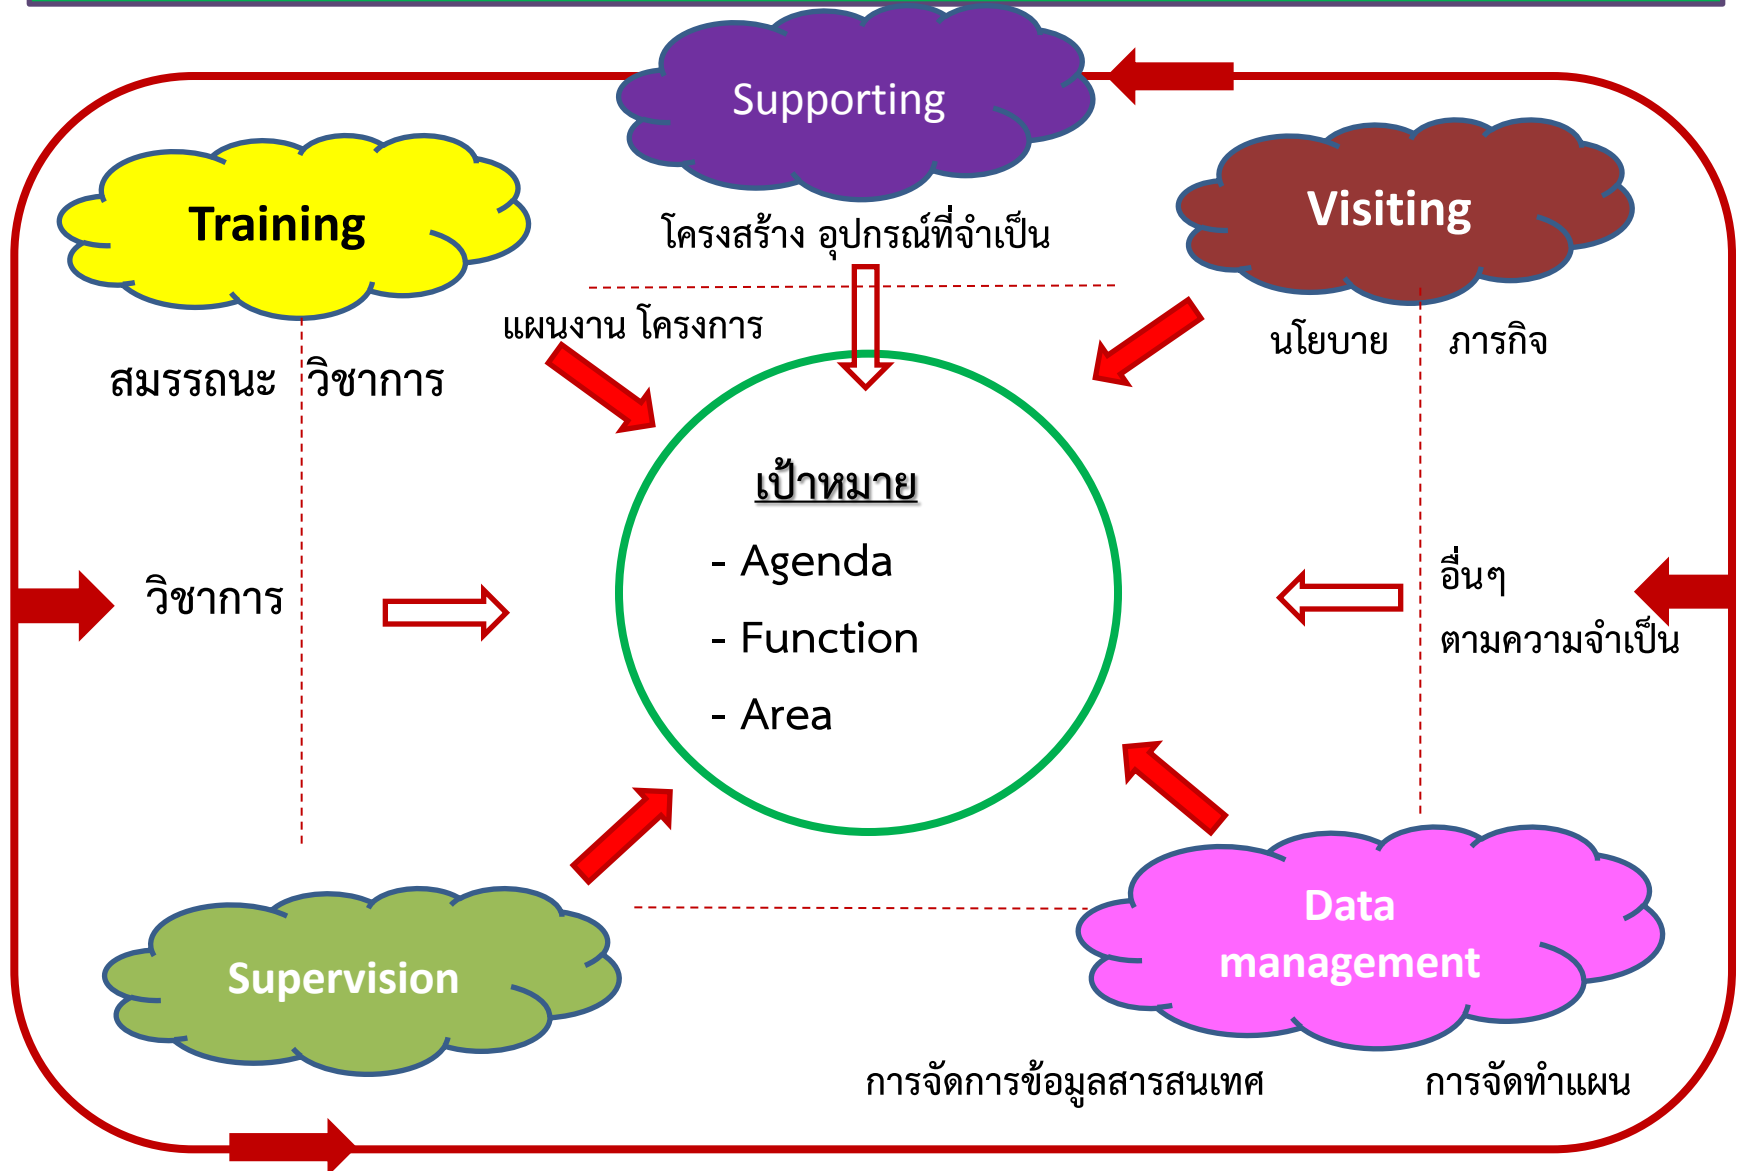 Supporting
Training
Visiting
โครงสร้าง อุปกรณ์ที่จำเป็น
แผนงาน โครงการ
นโยบาย
ภารกิจ
สมรรถนะ
วิชาการ
เป้าหมาย
- Agenda
- Function
- Area
วิชาการ
อื่นๆ
ตามความจำเป็น
Supervision
Data
management
การจัดการข้อมูลสารสนเทศ
การจัดทำแผน